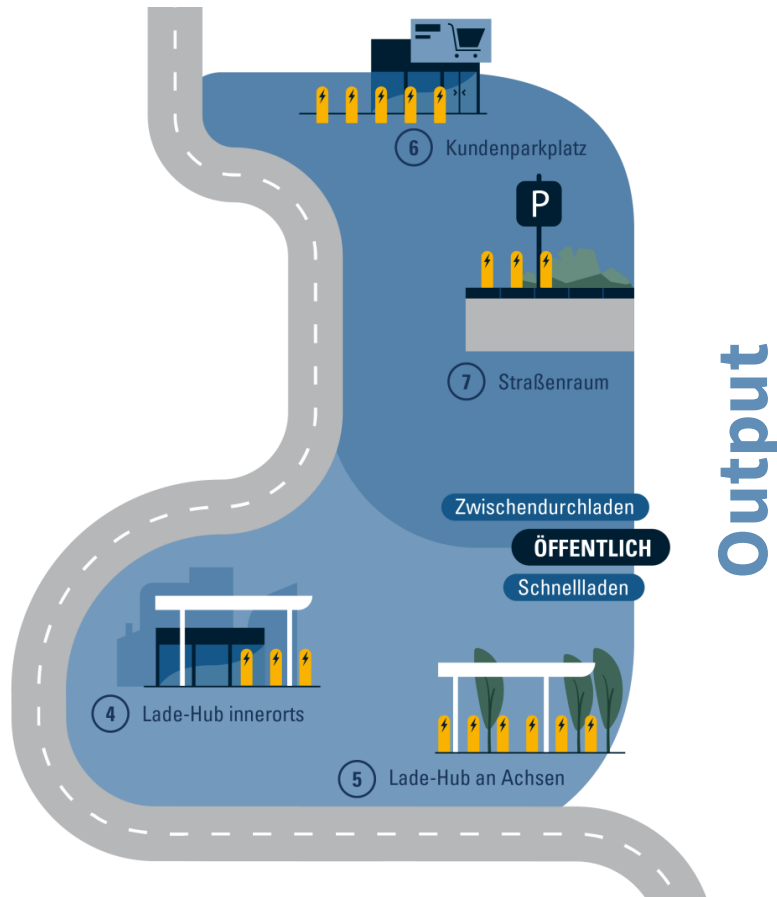 6 Kundenparkplatz
P
7 Straßenraum
Output
Zwischendurchladen
ÖFFENTLICH
Schnellladen
4 Lade-Hub innerorts
5 Lade-Hub an Achsen